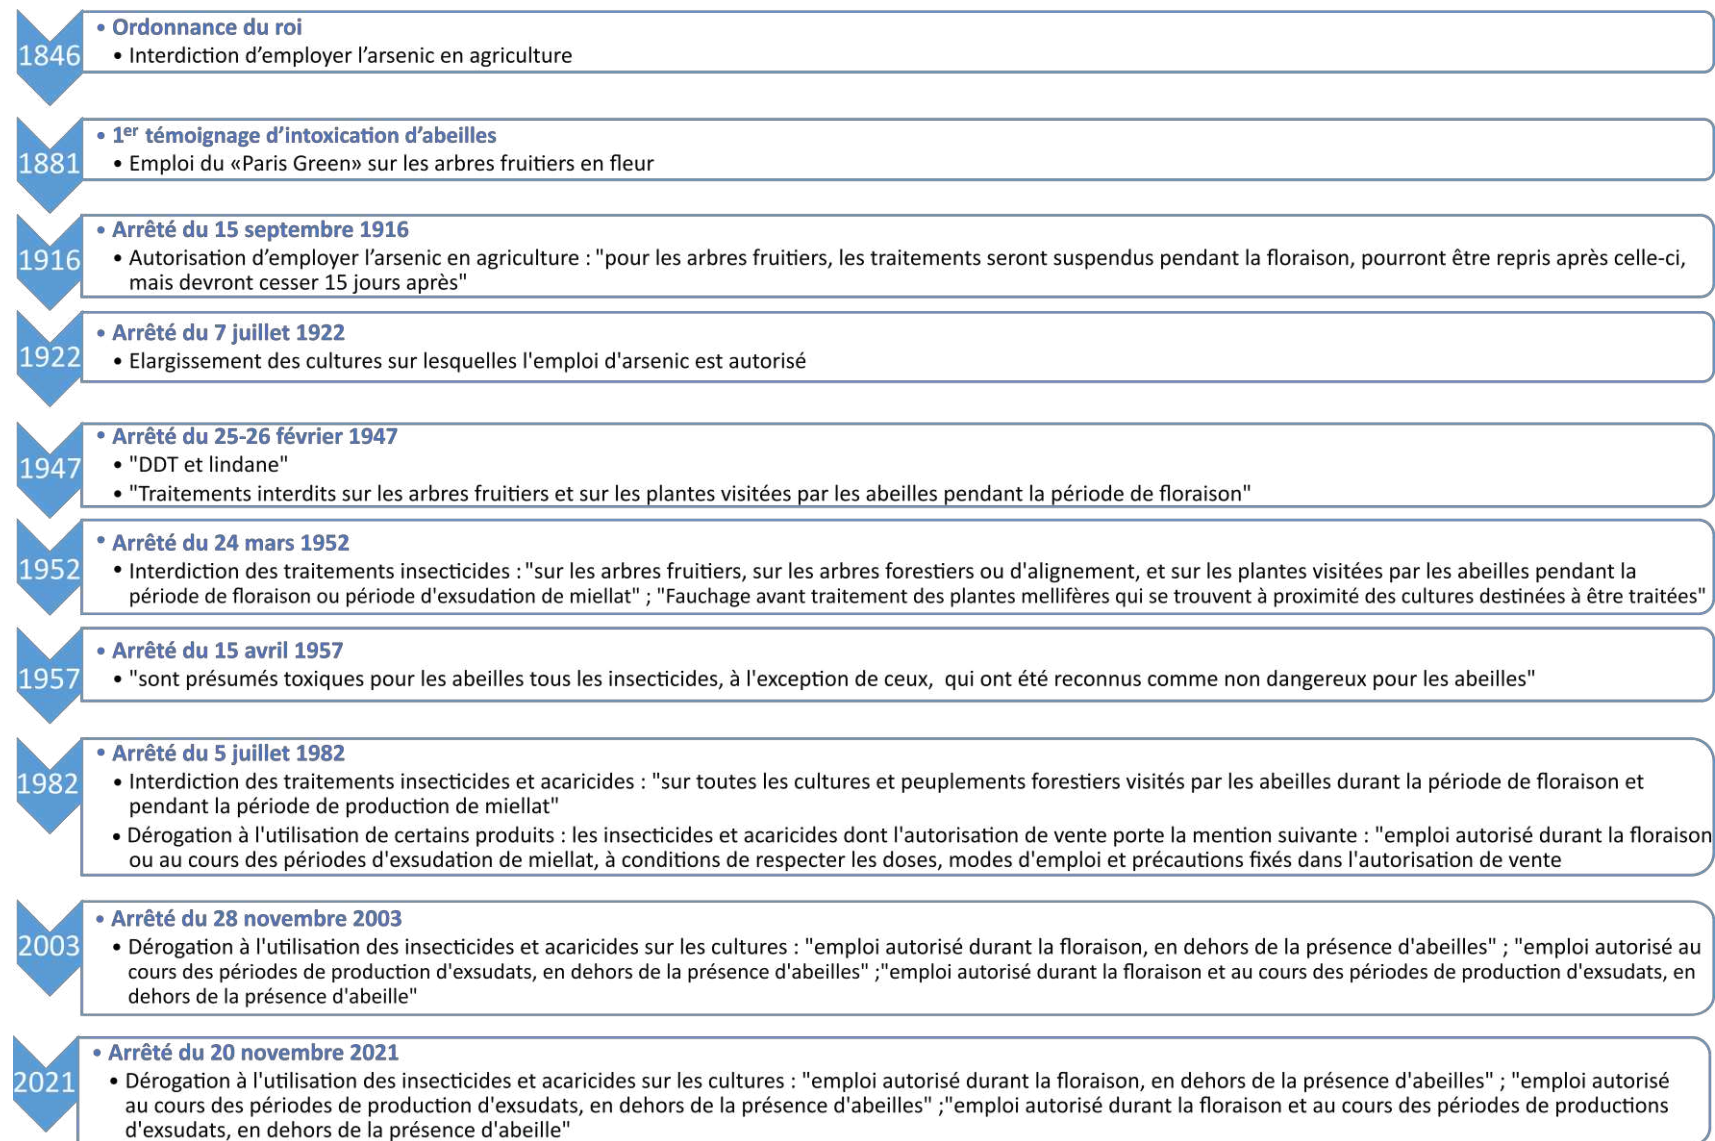 • Ordonnance du roi
1846
• Interdiction d’employer l’arsenic en agriculture
• 1er témoignage d’intoxication d’abeilles
1881
• Emploi du «Paris Green» sur les arbres fruitiers en fleur
• Arrêté du 15 septembre 1916
1916
• Autorisation d’employer l’arsenic en agriculture : "pour les arbres fruitiers, les traitements seront suspendus pendant la floraison, pourront être repris après celle-ci,
mais devront cesser 15 jours après"
• Arrêté du 7 juillet 1922
1922
• Elargissement des cultures sur lesquelles l'emploi d'arsenic est autorisé
• Arrêté du 25-26 février 1947
1947
• "DDT et lindane"
• "Traitements interdits sur les arbres fruitiers et sur les plantes visitées par les abeilles pendant la période de floraison"
• Arrêté du 24 mars 1952
1952
• Interdiction des traitements insecticides : "sur les arbres fruitiers, sur les arbres forestiers ou d'alignement, et sur les plantes visitées par les abeilles pendant la
période de floraison ou période d'exsudation de miellat" ; "Fauchage avant traitement des plantes mellifères qui se trouvent à proximité des cultures destinées à être traitées"
• Arrêté du 15 avril 1957
1957
• "sont présumés toxiques pour les abeilles tous les insecticides, à l'exception de ceux, qui ont été reconnus comme non dangereux pour les abeilles"
• Arrêté du 5 juillet 1982
1982
• Interdiction des traitements insecticides et acaricides : "sur toutes les cultures et peuplements forestiers visités par les abeilles durant la période de floraison et
pendant la période de production de miellat"
• Dérogation à l'utilisation de certains produits : les insecticides et acaricides dont l'autorisation de vente porte la mention suivante : "emploi autorisé durant la floraison
ou au cours des périodes d'exsudation de miellat, à conditions de respecter les doses, modes d'emploi et précautions fixés dans l'autorisation de vente
• Arrêté du 28 novembre 2003
2003
• Dérogation à l'utilisation des insecticides et acaricides sur les cultures : "emploi autorisé durant la floraison, en dehors de la présence d'abeilles" ; "emploi autorisé au
cours des périodes de production d'exsudats, en dehors de la présence d'abeilles" ;"emploi autorisé durant la floraison et au cours des périodes de production d'exsudats, en
dehors de la présence d'abeille"
• Arrêté du 20 novembre 2021
2021
• Dérogation à l'utilisation des insecticides et acaricides sur les cultures : "emploi autorisé durant la floraison, en dehors de la présence d'abeilles" ; "emploi autorisé
au cours des périodes de production d'exsudats, en dehors de la présence d'abeilles" ;"emploi autorisé durant la floraison et au cours des périodes de productions
d'exsudats, en dehors de la présence d'abeille"